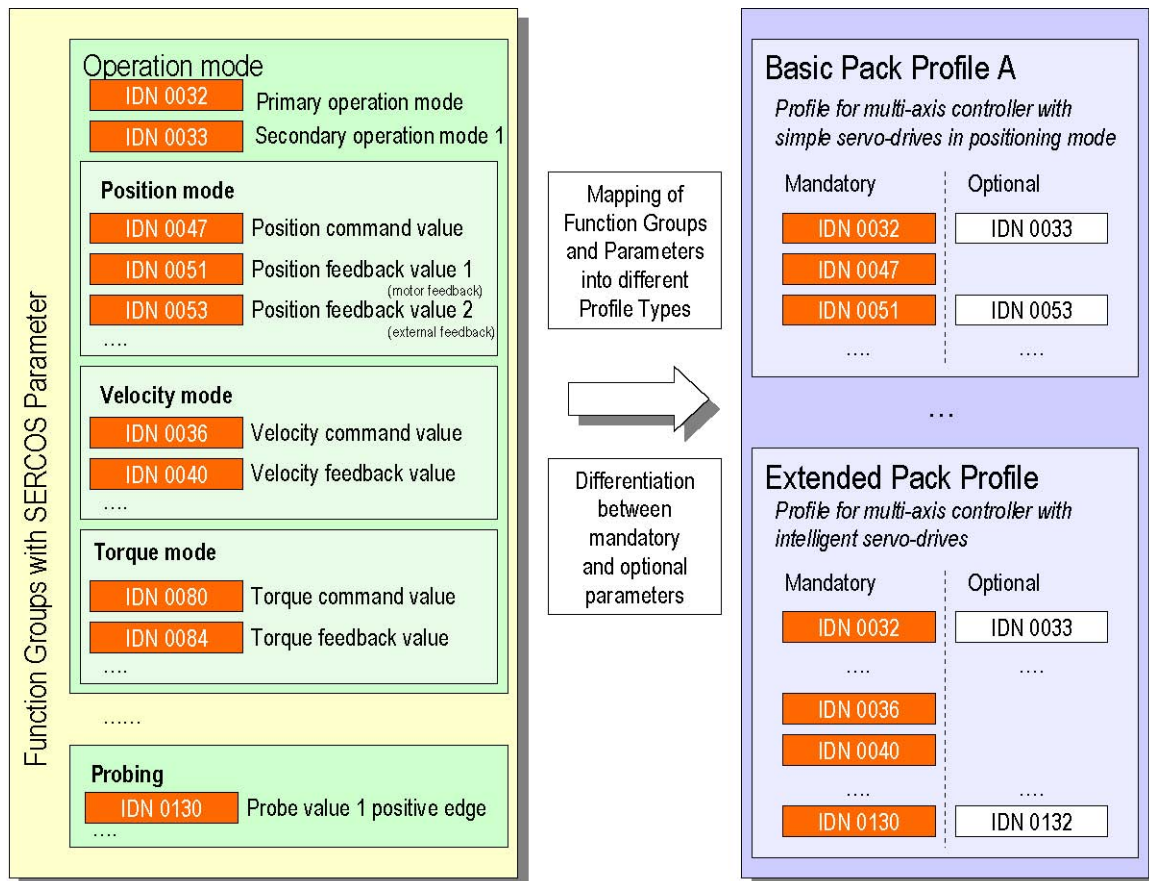 Function Groups with SERCOS Parameter
Operation mode
IDN 0032 Primary operation mode
IDN 0033 Secondary operation mode 1
Position mode
IDN 0047 Position command value
IDN 0051 Position feedback value 1
(motor feedback)
IDN 0053 Position feedback value 2
(external feedback)
....
Velocity mode
IDN 0036 Velocity command value
IDN 0040 Velocity feedback value
....
Torque mode
IDN 0080 Torque command value
IDN 0084 Torque feedback value
....
......
Probing
IDN 0130 Probe value 1 positive edge
....
Mapping of
Function Groups
and Parameters
into different
Profile Types
Differentiation
between
mandatory
and optional
parameters
Basic Pack Profile A
Profile for multi-axis controller with
simple servo-drives in positioning mode
Mandatory Optional
IDN 0032 IDN 0033
IDN 0047
IDN 0051 IDN 0053
.... ....
...
Extended Pack Profile
Profile for multi-axis controller with
intelligent servo-drives
Mandatory Optional
IDN 0032 IDN 0033
.... ....
IDN 0036
IDN 0040
.... ....
IDN 0130 IDN 0132